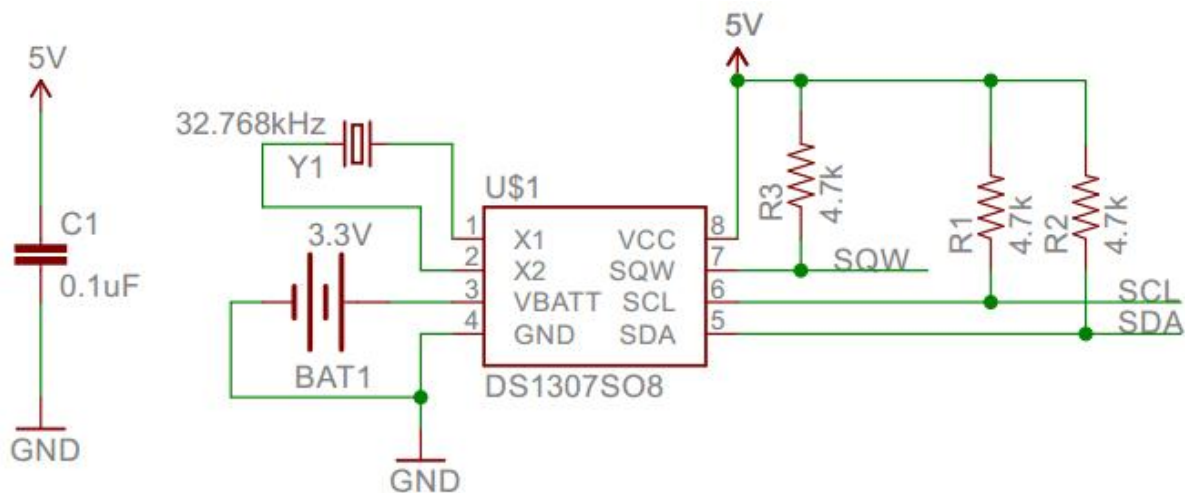 5V
C1
0.1uF
GND
32.768kHz
Y1
3.3V
BAT1
GND
U$1
1 X1 VCC 8
2 X2 SQW 7
3 VBATT SCL 6
4 GND SDA 5
DS1307SO8
5V
R3 4.7k
R1 4.7k
R2 4.7k
SQW
SCL
SDA